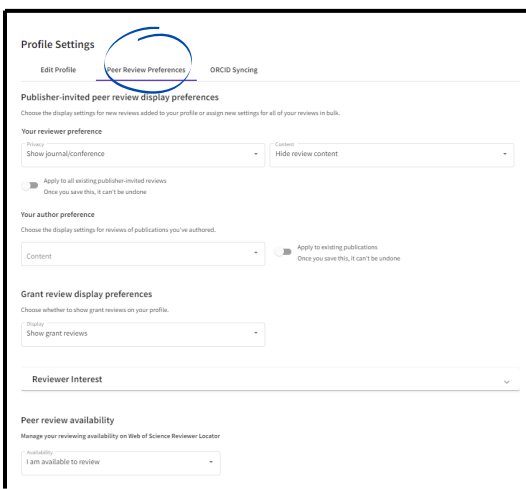 Profile Settings
Edit Profile Peer Review Preferences ORCID Syncing
Publisher-invited peer review display preferences
Choose the display settings for new reviews added to your profile or assign new settings for all of your reviews in bulk.
Your reviewer preference
Privacy Content
Show journal/conference Hide review content
Apply to all existing publisher-invited reviews
Once you save this, it can't be undone
Your author preference
Choose the display settings for reviews of publications you've authored.
Content Apply to existing publications
Once you save this, it can't be undone
Grant review display preferences
Choose whether to show grant reviews on your profile.
Display
Show grant reviews
Reviewer Interest
Peer review availability
Manage your reviewing availability on Web of Science Reviewer Locator
Availability
I am available to review